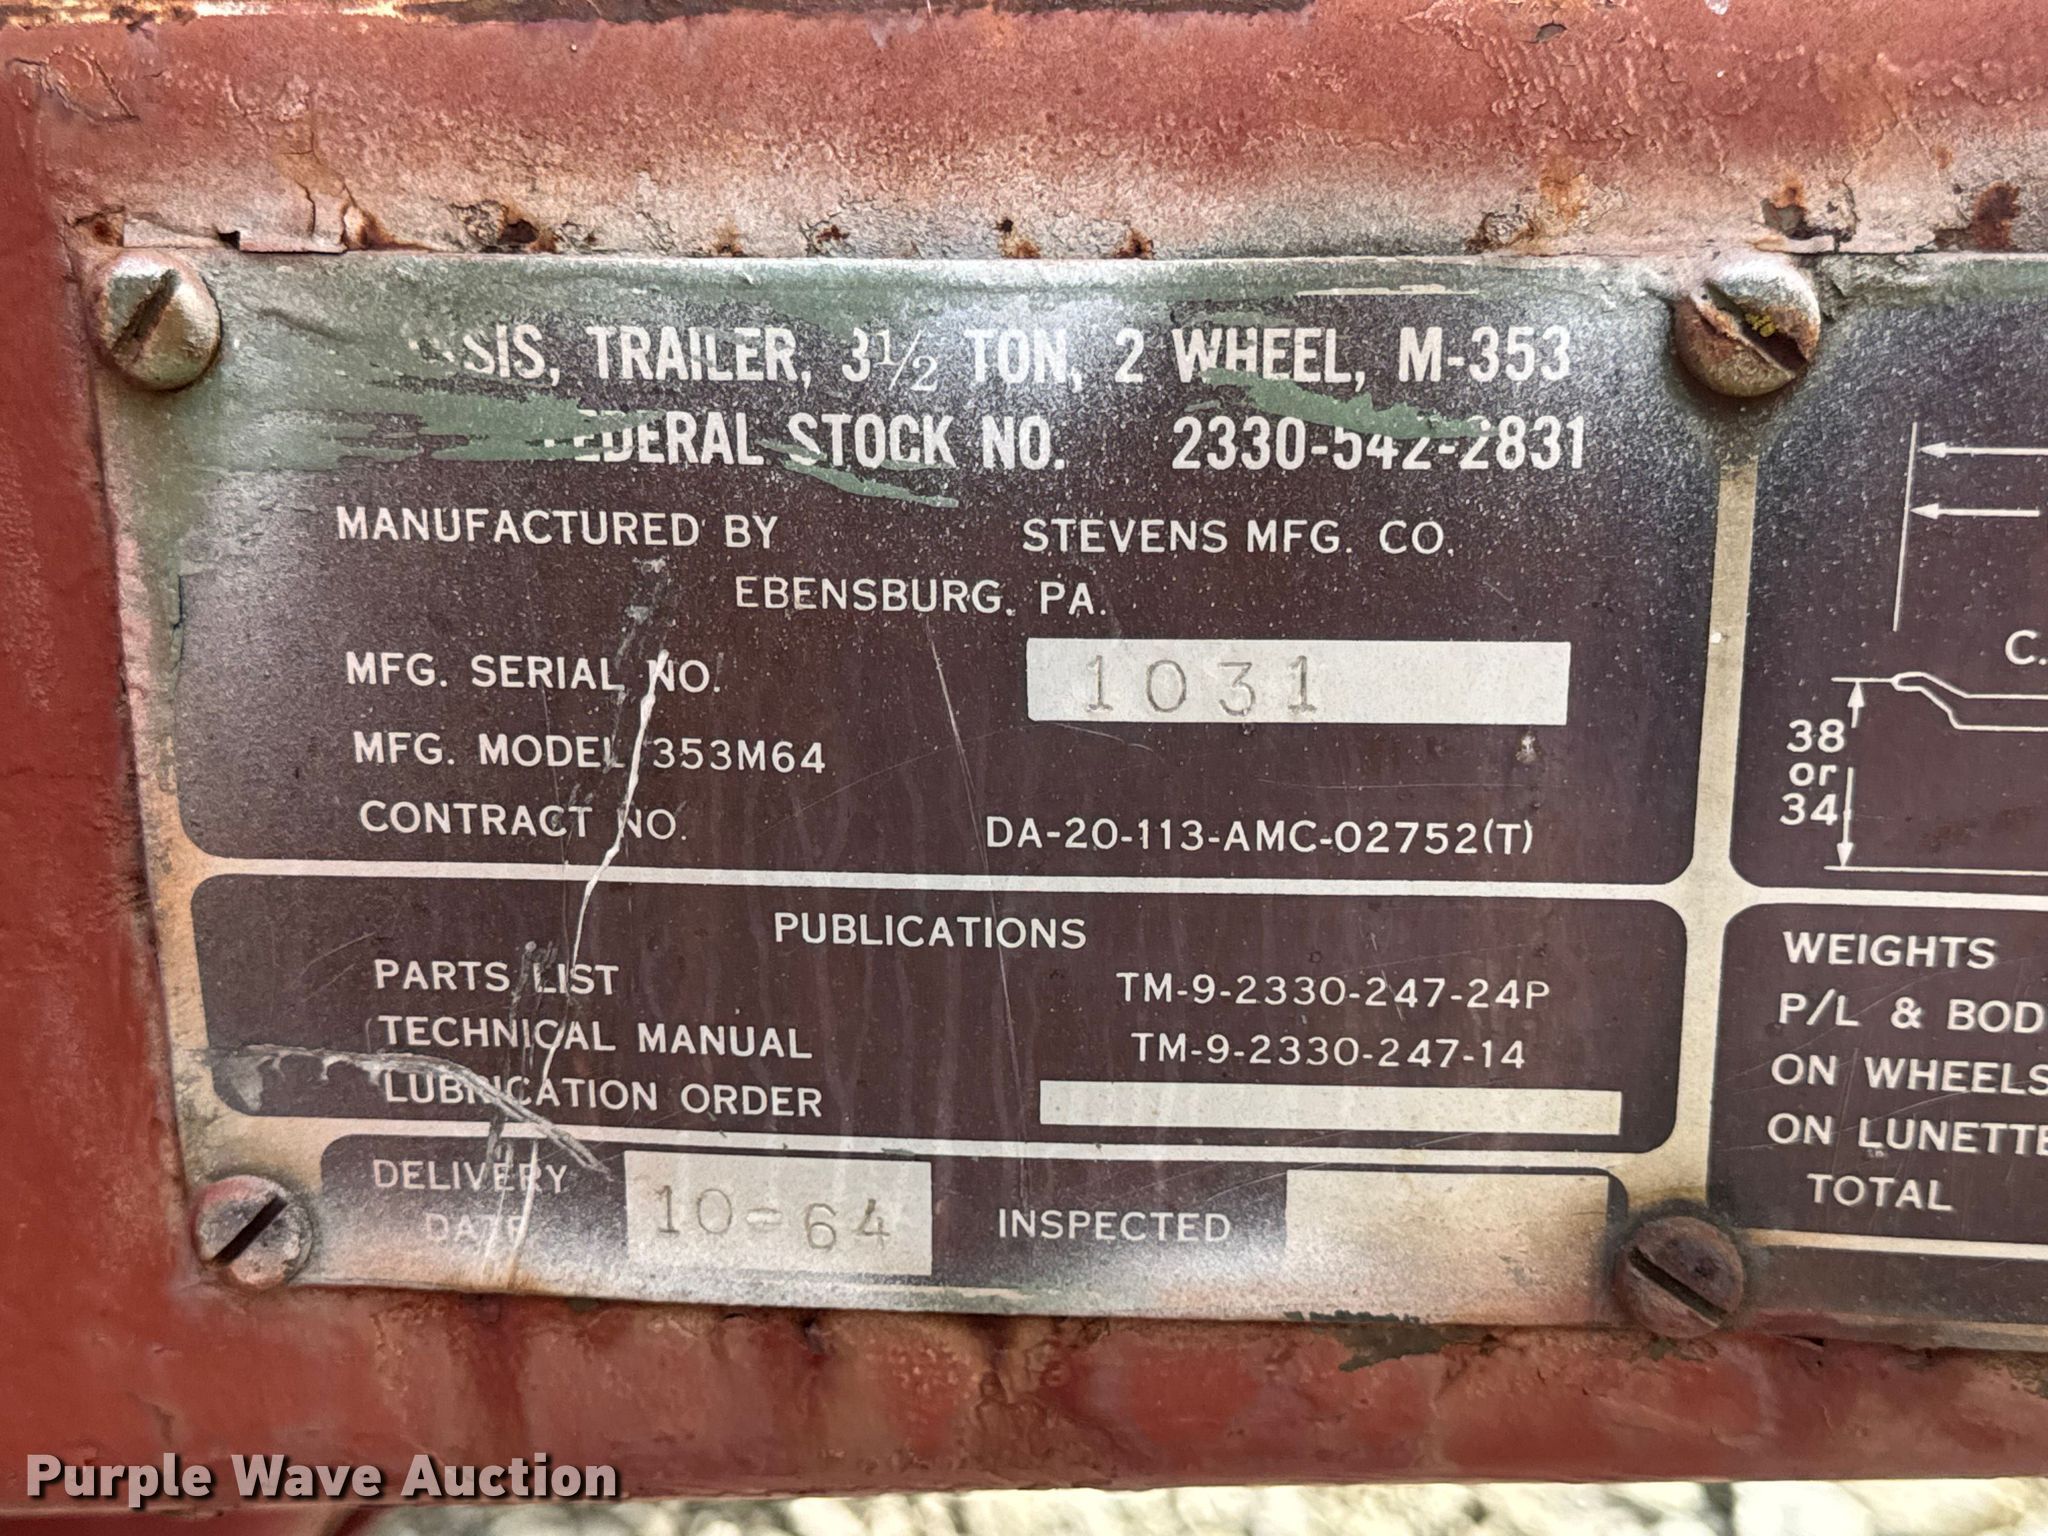 SIS, TRAILER, 3½ TON, 2 WHEEL, M-353
FEDERAL STOCK NO. 2330-542-2831
MANUFACTURED BY STEVENS MFG. CO.
EBENSBURG, PA.
MFG. SERIAL NO. 1031
MFG. MODEL 353M64
CONTRACT NO. DA-20-113-AMC-02752(T)
PUBLICATIONS
PARTS LIST TM-9-2330-247-24P
TECHNICAL MANUAL TM-9-2330-247-14
LUBRICATION ORDER
DELIVERY DATE 10-64 INSPECTED
C.
38
or
34
WEIGHTS
P/L & BOD
ON WHEELS
ON LUNETTE
TOTAL
Purple Wave Auction